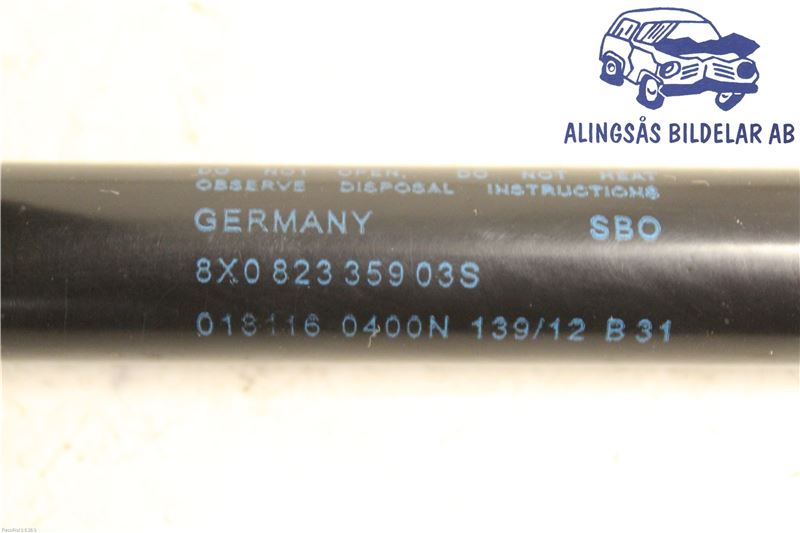 ALINGSÅS BILDELAR AB
DO NOT OPEN. DO NOT HEAT
OBSERVE DISPOSAL INSTRUCTIONS
GERMANY SBO
8X0 823 359 03S
018116 0400N 139/12 B 31